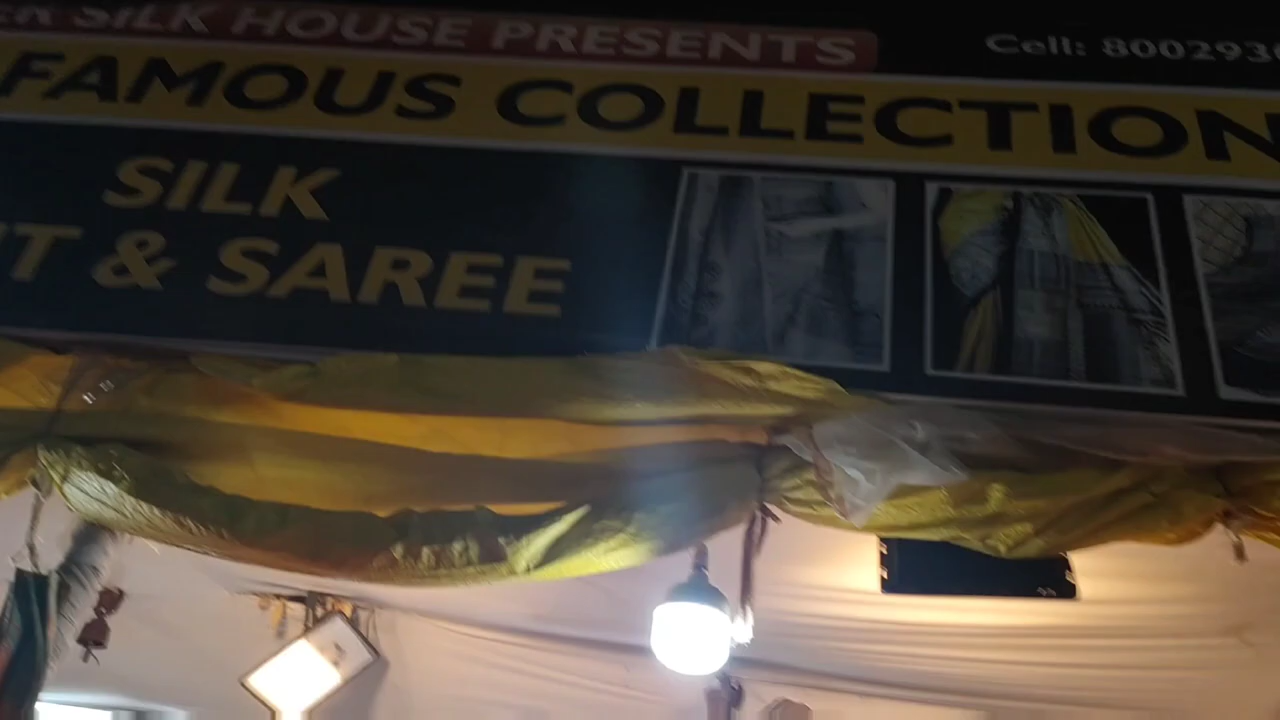 SILK HOUSE PRESENTS
Cell: 800293
FAMOUS COLLECTION
SILK
& SAREE